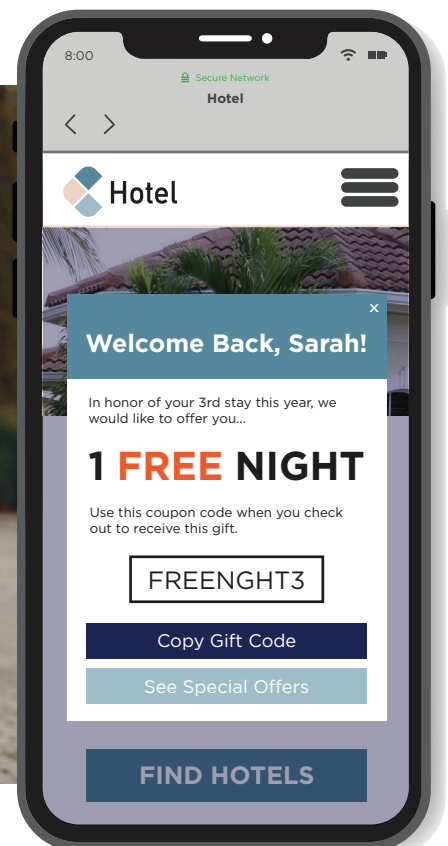 8:00
Secure Network
Hotel
Hotel
x
Welcome Back, Sarah!
In honor of your 3rd stay this year, we
would like to offer you...
1 FREE NIGHT
Use this coupon code when you check
out to receive this gift.
FREENGHT3
Copy Gift Code
See Special Offers
FIND HOTELS